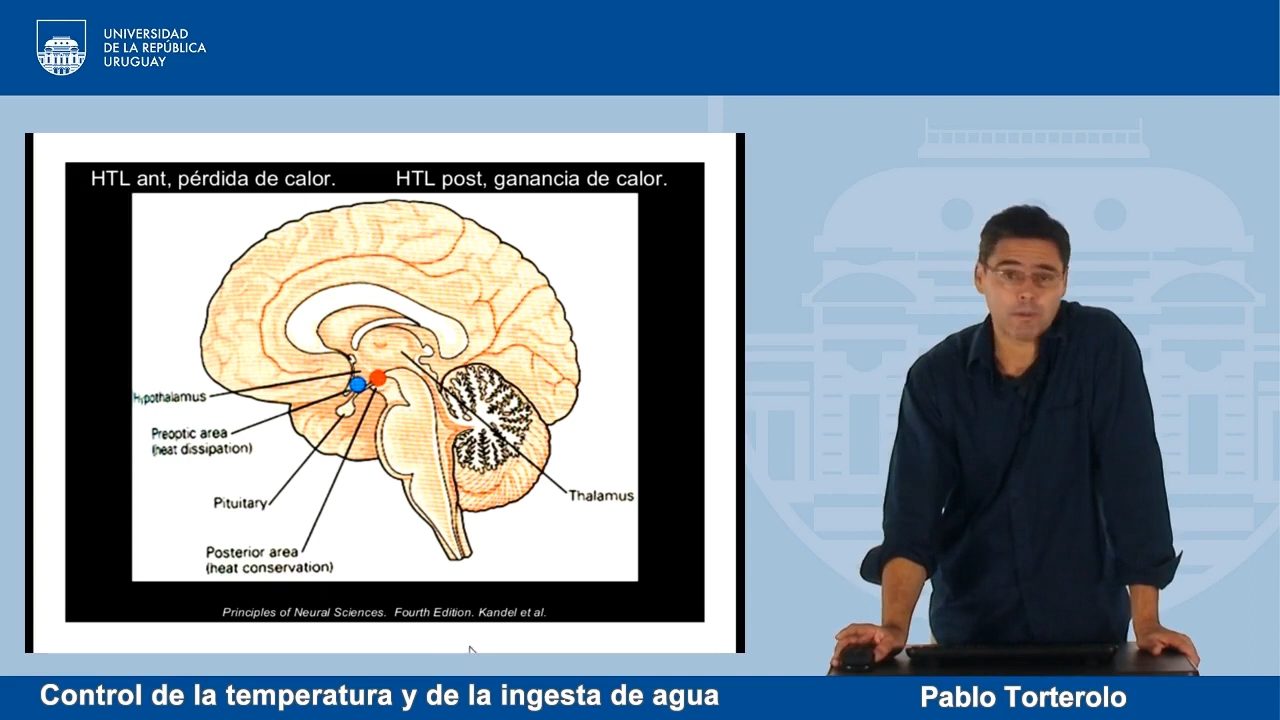 UNIVERSIDAD
DE LA REPÚBLICA
URUGUAY
HTL ant, pérdida de calor.
HTL post, ganancia de calor.
Hypothalamus
Preoptic area
(heat dissipation)
Pituitary
Posterior area
(heat conservation)
Thalamus
Principles of Neural Sciences. Fourth Edition. Kandel et al.
Control de la temperatura y de la ingesta de agua
Pablo Torterolo